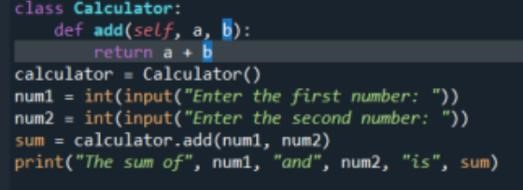 class Calculator:
    def add(self, a, b):
        return a + b
calculator = Calculator()
num1 = int(input("Enter the first number: "))
num2 = int(input("Enter the second number: "))
sum = calculator.add(num1, num2)
print("The sum of", num1, "and", num2, "is", sum)